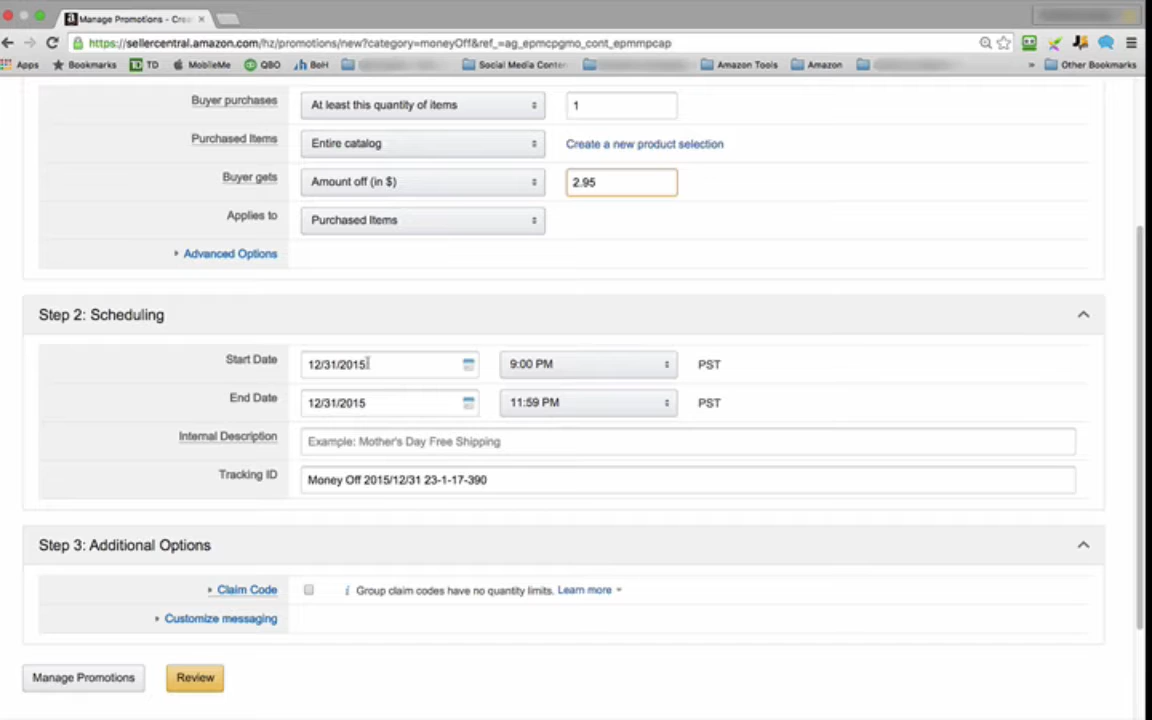 Manage Promotions - Crea
https://sellercentral.amazon.com/hz/promotions/new?category=moneyOff&ref_=ag_epmcpgmo_cont_epmmpcap
Apps Bookmarks TD MobileMe QBO BoH Social Media Conten Amazon Tools Amazon » Other Bookmarks
Buyer purchases At least this quantity of items 1
Purchased Items Entire catalog Create a new product selection
Buyer gets Amount off (in $) 2.95
Applies to Purchased Items
Advanced Options
Step 2: Scheduling
Start Date 12/31/2015 9:00 PM PST
End Date 12/31/2015 11:59 PM PST
Internal Description Example: Mother's Day Free Shipping
Tracking ID Money Off 2015/12/31 23-1-17-390
Step 3: Additional Options
Claim Code i Group claim codes have no quantity limits. Learn more
Customize messaging
Manage Promotions Review